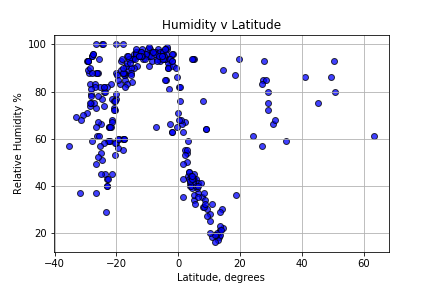 Humidity v Latitude
100
80
60
40
20
Relative Humidity %
−40 −20 0 20 40 60
Latitude, degrees